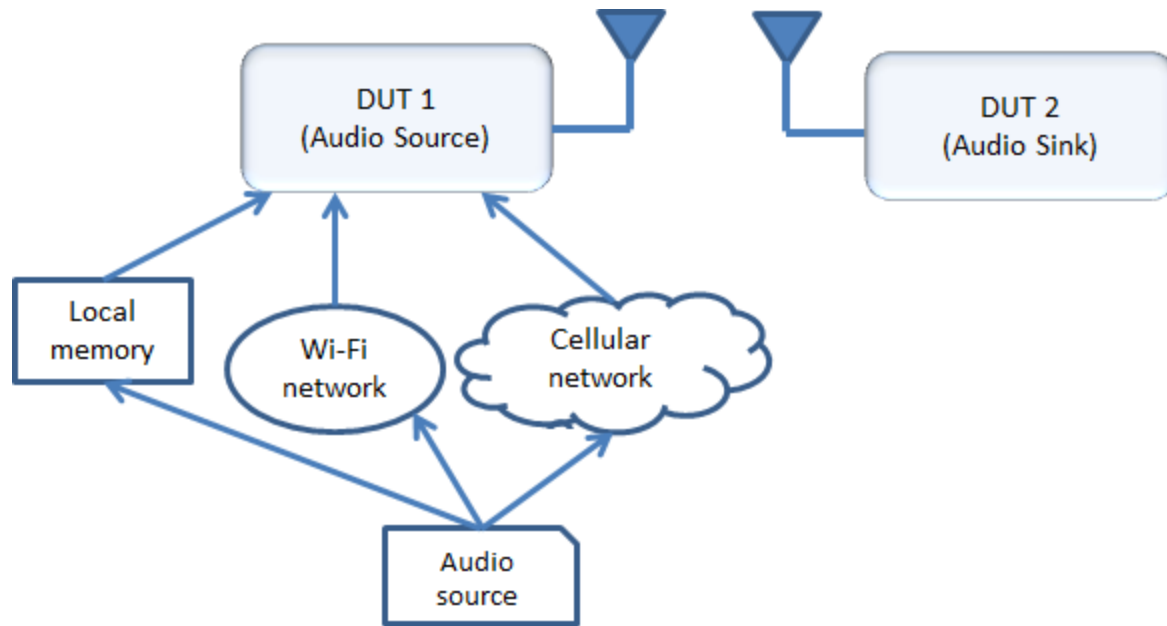 DUT 1
(Audio Source)
DUT 2
(Audio Sink)
Local
memory
Wi-Fi
network
Cellular
network
Audio
source